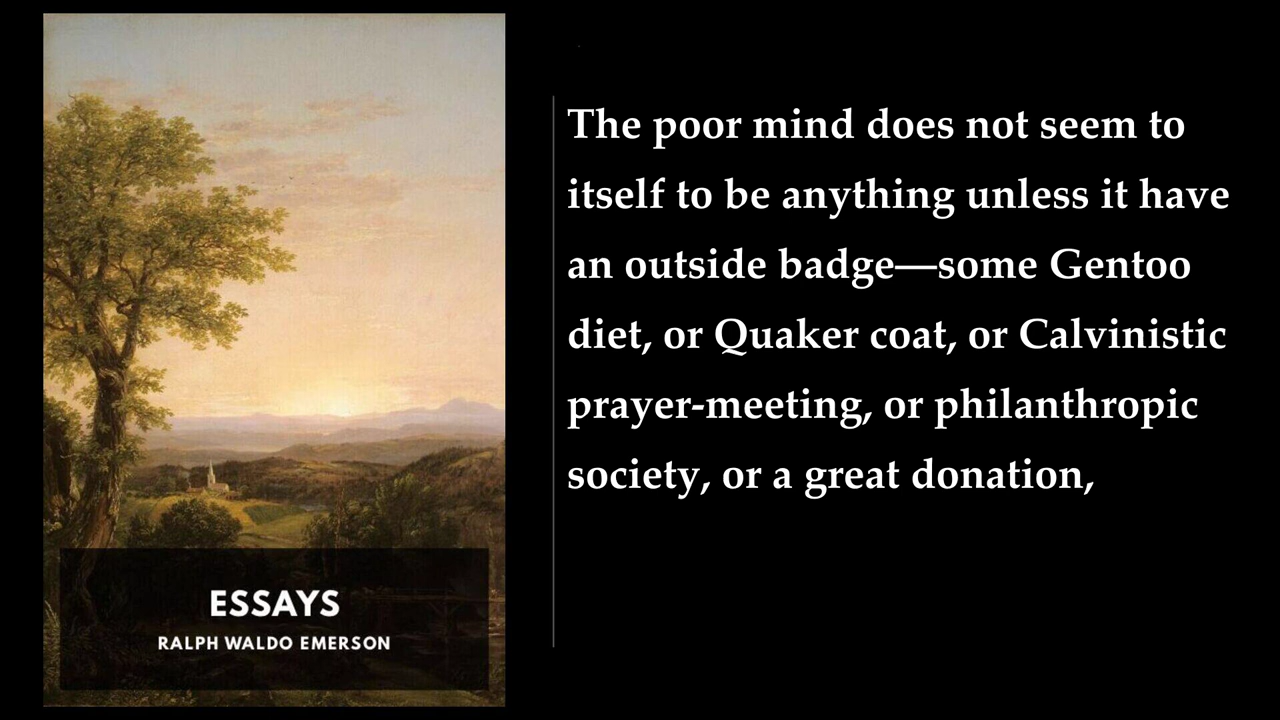 ESSAYS
RALPH WALDO EMERSON
The poor mind does not seem to
itself to be anything unless it have
an outside badge—some Gentoo
diet, or Quaker coat, or Calvinistic
prayer-meeting, or philanthropic
society, or a great donation,